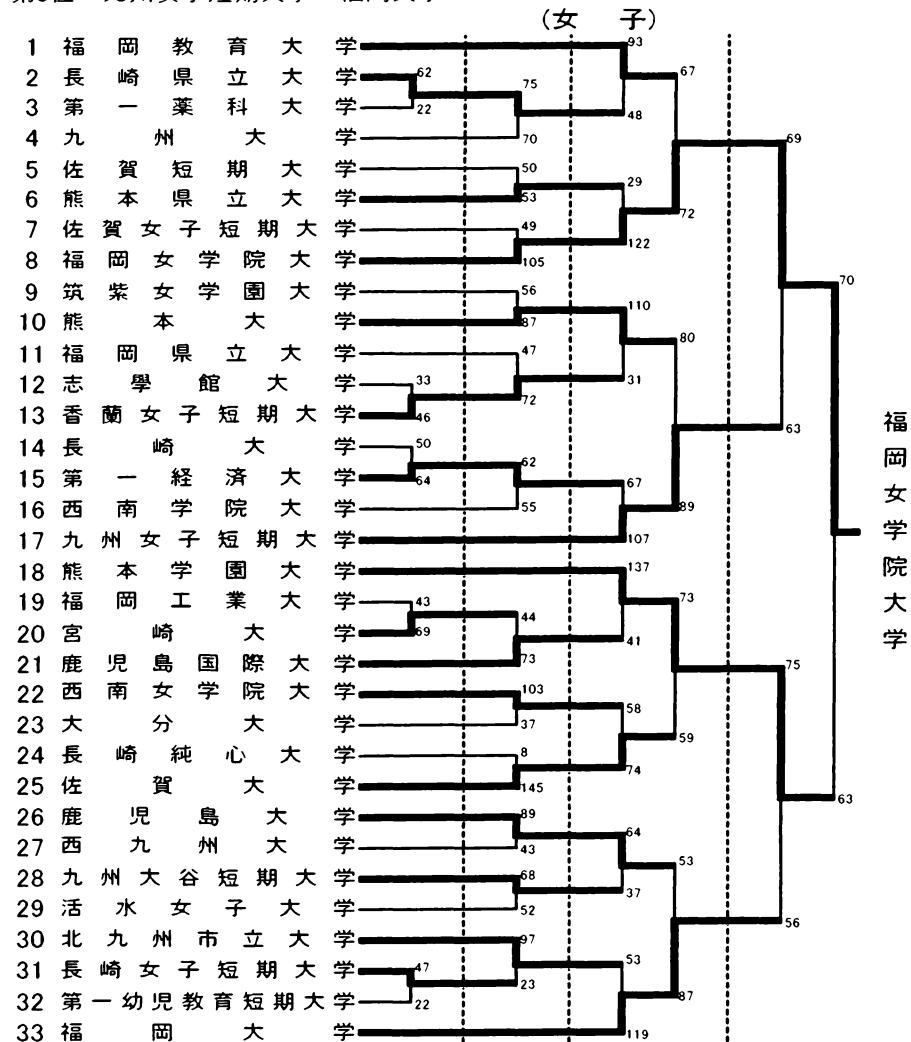 (女 子)
1 福岡教育大学
2 長崎県立大学
3 第一薬科大学
4 九州大学
5 佐賀短期大学
6 熊本県立大学
7 佐賀女子短期大学
8 福岡女学院大学
9 筑紫女学園大学
10 熊本大学
11 福岡県立大学
12 志學館大学
13 香蘭女子短期大学
14 長崎大学
15 第一経済大学
16 西南学院大学
17 九州女子短期大学
18 熊本学園大学
19 福岡工業大学
20 宮崎大学
21 鹿児島国際大学
22 西南女学院大学
23 大分大学
24 長崎純心大学
25 佐賀大学
26 鹿児島大学
27 西九州大学
28 九州大谷短期大学
29 活水女子大学
30 北九州市立大学
31 長崎女子短期大学
32 第一幼児教育短期大学
33 福岡大学
62
22
33
46
50
64
43
69
47
22
75
70
50
53
49
105
56
87
47
72
62
55
44
73
103
37
8
145
89
43
68
52
97
23
93
48
29
122
110
31
67
107
137
41
58
74
64
37
53
119
67
72
80
89
73
59
53
87
69
63
75
56
70
63
福岡女学院大学